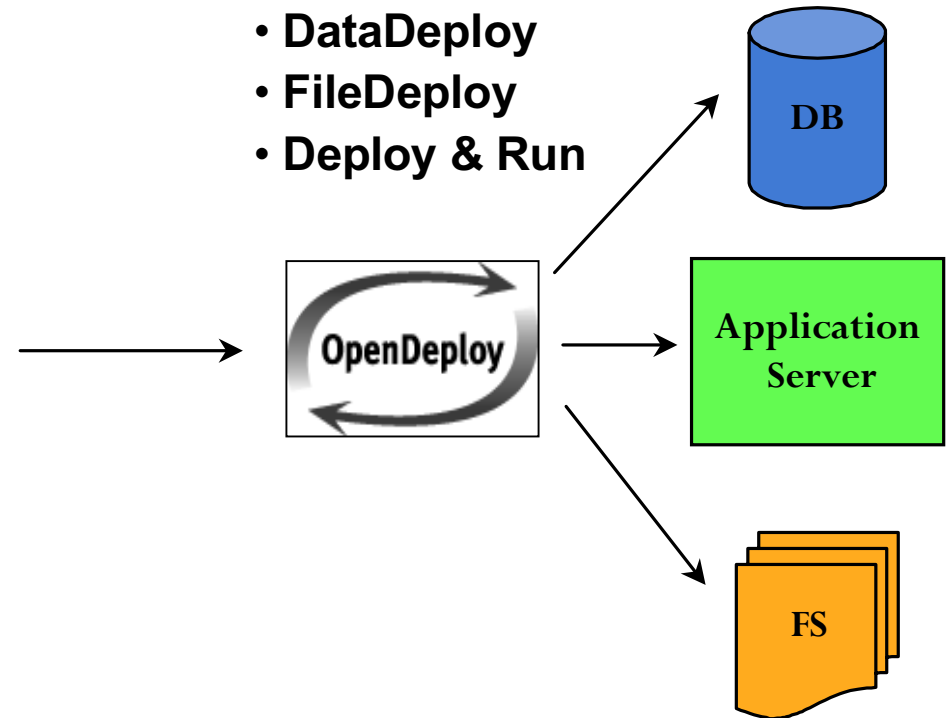 • DataDeploy
• FileDeploy
• Deploy & Run
DB
OpenDeploy
Application
Server
FS